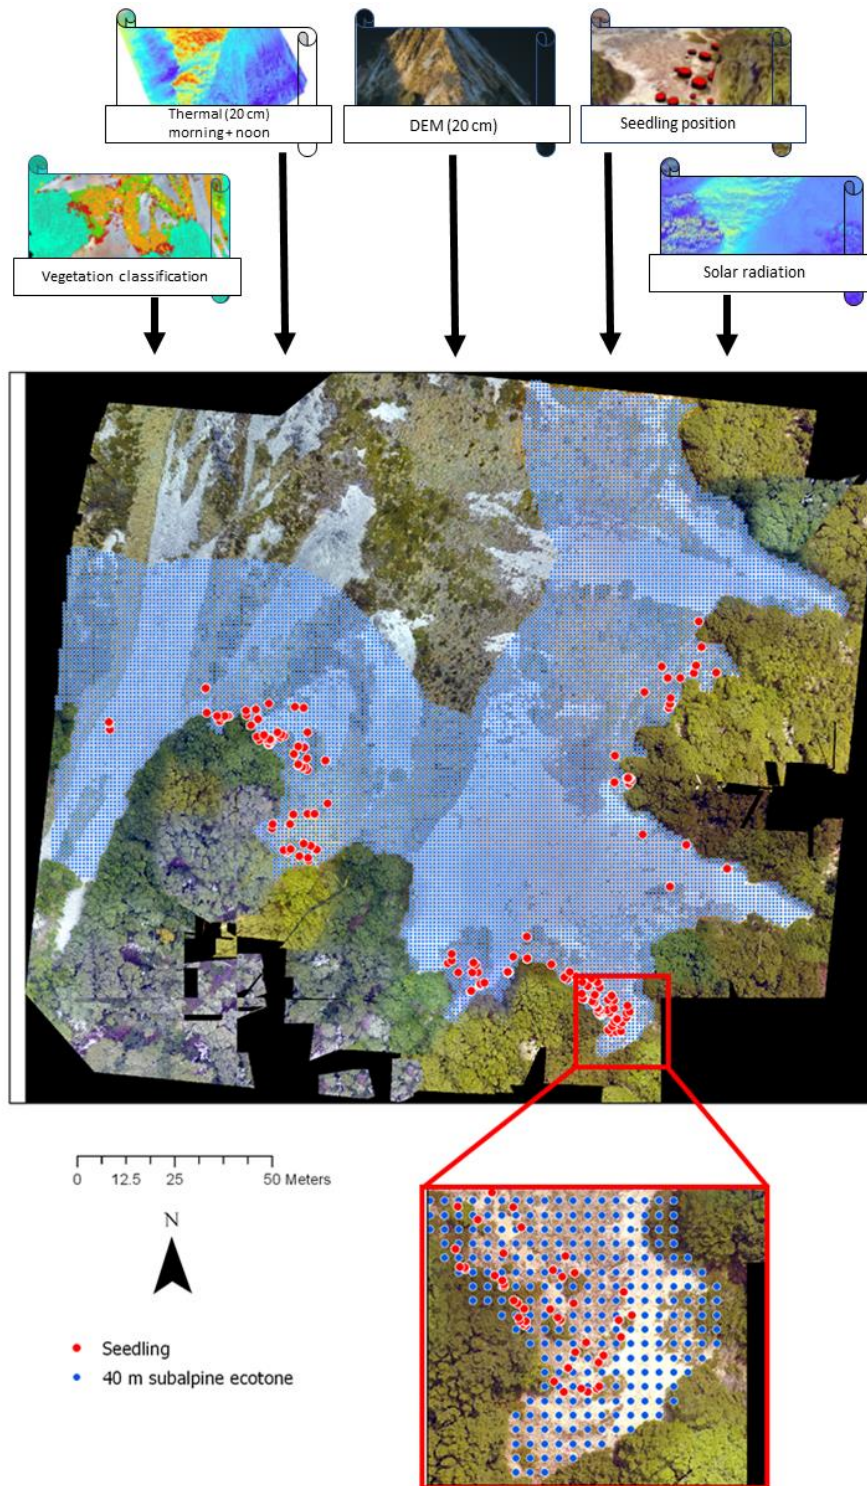 Thermal (20 cm)
morning + noon
DEM (20 cm)
Seedling position
Vegetation classification
Solar radiation
0 12.5 25 50 Meters
N
Seedling
40 m subalpine ecotone